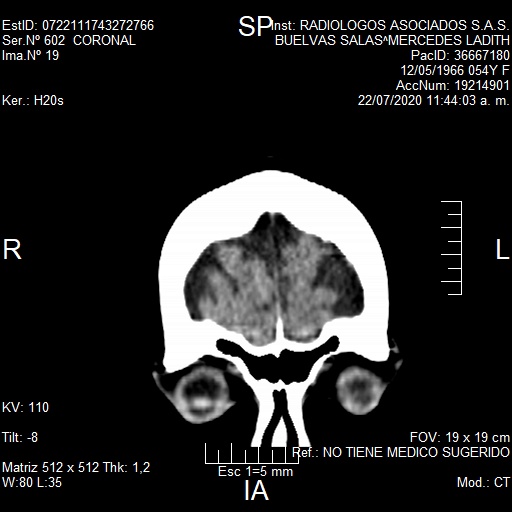 EstID: 0722111743272766
Ser.Nº 602 CORONAL
Ima.Nº 19
Ker.: H20s
SP
Inst: RADIOLOGOS ASOCIADOS S.A.S.
BUELVAS SALAS^MERCEDES LADITH
PacID: 36667180
12/05/1966 054Y F
AccNum: 19214901
22/07/2020 11:44:03 a. m.
R
L
KV: 110
Tilt: -8
Matriz 512 x 512 Thk: 1,2
W:80 L:35
Esc 1=5 mm
IA
FOV: 19 x 19 cm
Ref.: NO TIENE MEDICO SUGERIDO
Mod.: CT